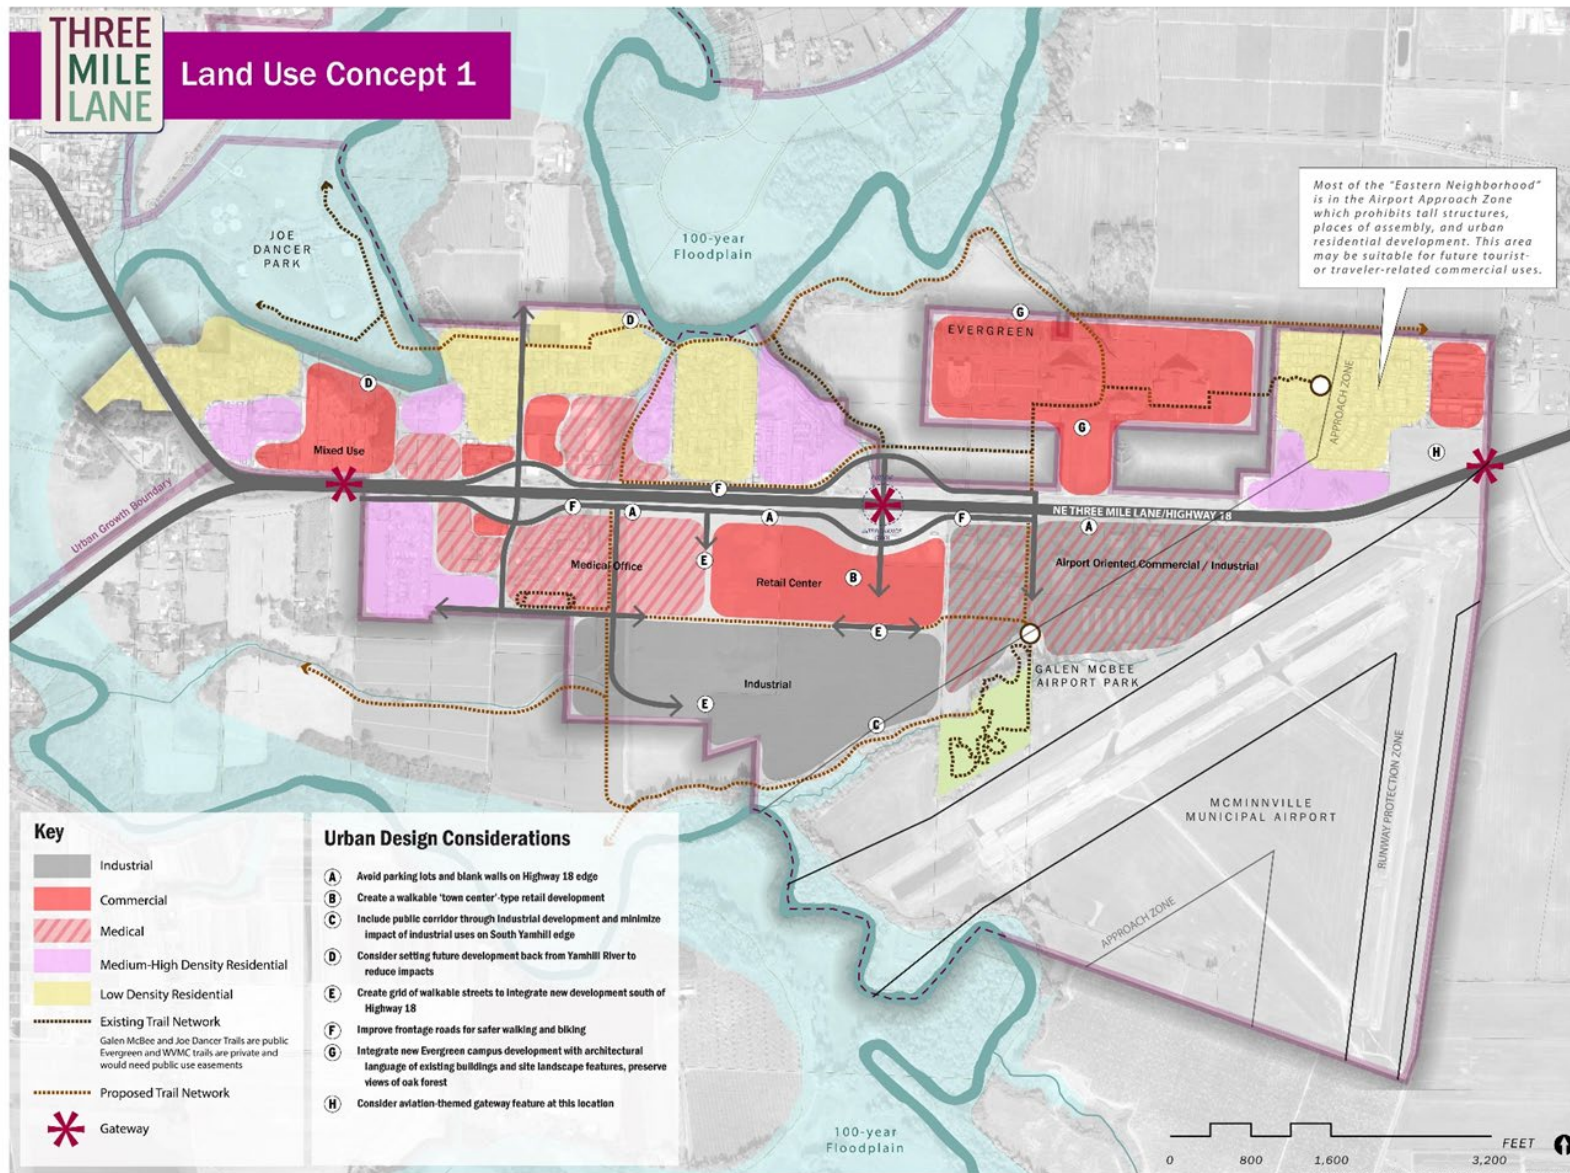 THREE
MILE
LANE
Land Use Concept 1
Most of the "Eastern Neighborhood"
is in the Airport Approach Zone
which prohibits tall structures,
places of assembly, and urban
residential development. This area
may be suitable for future tourist-
or traveler-related commercial uses.
JOE
DANCER
PARK
100-year
Floodplain
D
G
EVERGREEN
D
APPROACH ZONE
G
Mixed Use
H
Urban Growth Boundary
F
F
A
A
F
NE THREE MILE LANE/HIGHWAY 18
A
E
Medical Office
Retail Center
B
Airport Oriented Commercial / Industrial
E
GALEN MCBEE
AIRPORT PARK
Industrial
E
C
MCMINNVILLE
MUNICIPAL AIRPORT
RUNWAY PROTECTION ZONE
APPROACH ZONE
Key
Industrial
Commercial
Medical
Medium-High Density Residential
Low Density Residential
Existing Trail Network
Galen McBee and Joe Dancer Trails are public
Evergreen and WVMC trails are private and
would need public use easements
Proposed Trail Network
Gateway
Urban Design Considerations
A Avoid parking lots and blank walls on Highway 18 edge
B Create a walkable 'town center'-type retail development
C Include public corridor through Industrial development and minimize
impact of industrial uses on South Yamhill edge
D Consider setting future development back from Yamhill River to
reduce impacts
E Create grid of walkable streets to integrate new development south of
Highway 18
F Improve frontage roads for safer walking and biking
G Integrate new Evergreen campus development with architectural
language of existing buildings and site landscape features, preserve
views of oak forest
H Consider aviation-themed gateway feature at this location
100-year
Floodplain
FEET
0 800 1,600 3,200